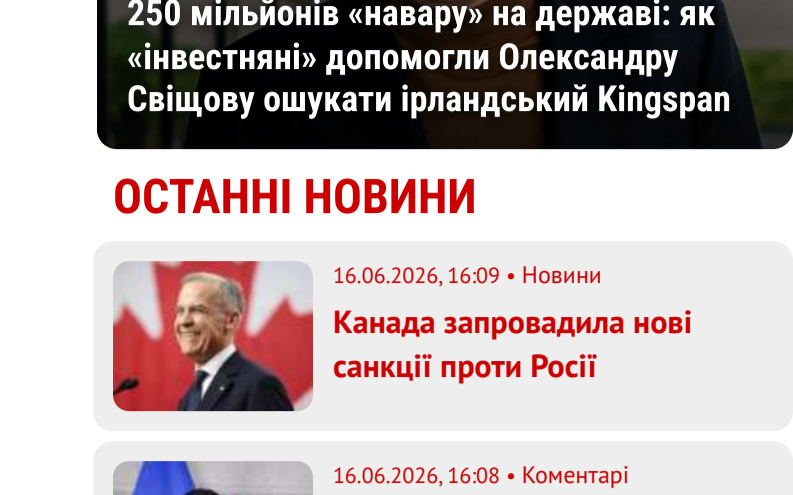 250 мільйонів «навару» на державі: як
«інвестняні» допомогли Олександру
Свіщову ошукати ірландський Kingspan
ОСТАННІ НОВИНИ
16.06.2026, 16:09 • Новини
Канада запровадила нові
санкції проти Росії
16.06.2026, 16:08 • Коментарі